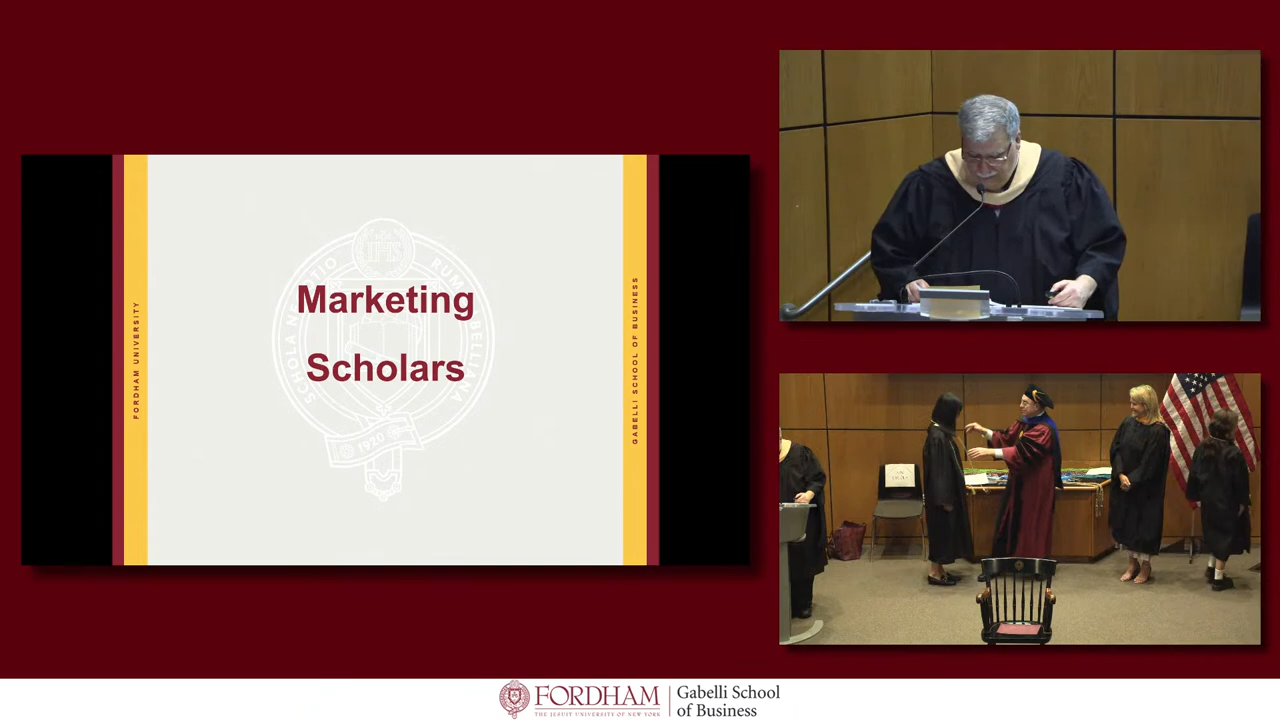 FORDHAM UNIVERSITY
Marketing
Scholars
GABELLI SCHOOL OF BUSINESS
1920
FORDHAM
THE JESUIT UNIVERSITY OF NEW YORK
Gabelli School
of Business